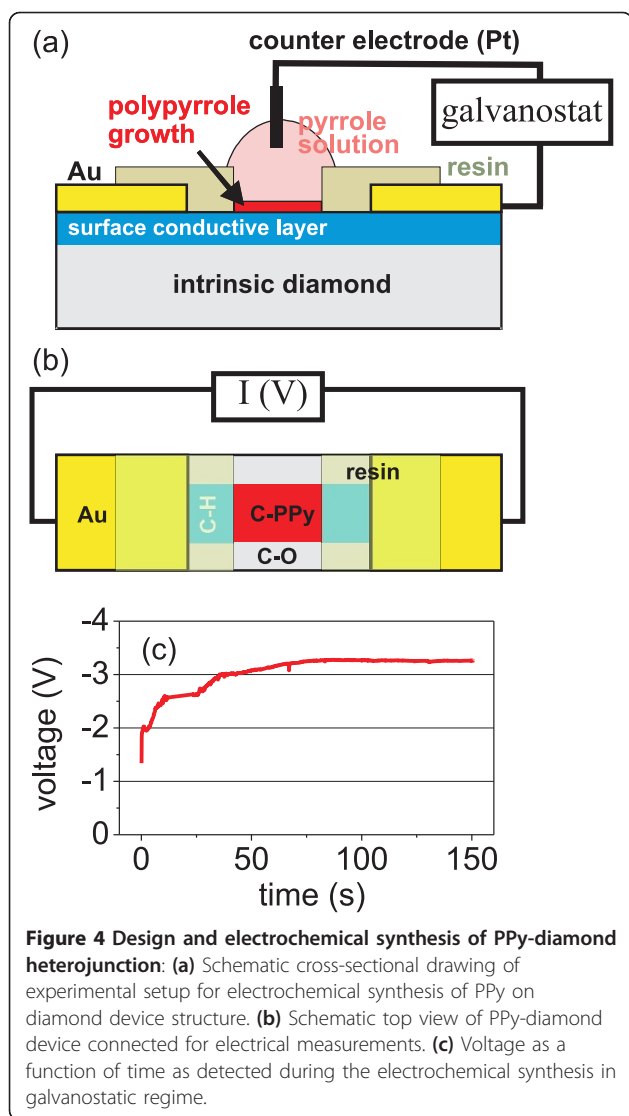 (a)
counter electrode (Pt)
polypyrrole
growth
pyrrole
solution
galvanostat
Au
resin
surface conductive layer
intrinsic diamond
(b)
I (V)
resin
Au
C-H
C-PPy
C-O
(c)
-4
-3
-2
-1
0
voltage (V)
0 50 100 150
time (s)
Figure 4 Design and electrochemical synthesis of PPy-diamond
heterojunction: (a) Schematic cross-sectional drawing of
experimental setup for electrochemical synthesis of PPy on
diamond device structure. (b) Schematic top view of PPy-diamond
device connected for electrical measurements. (c) Voltage as a
function of time as detected during the electrochemical synthesis in
galvanostatic regime.